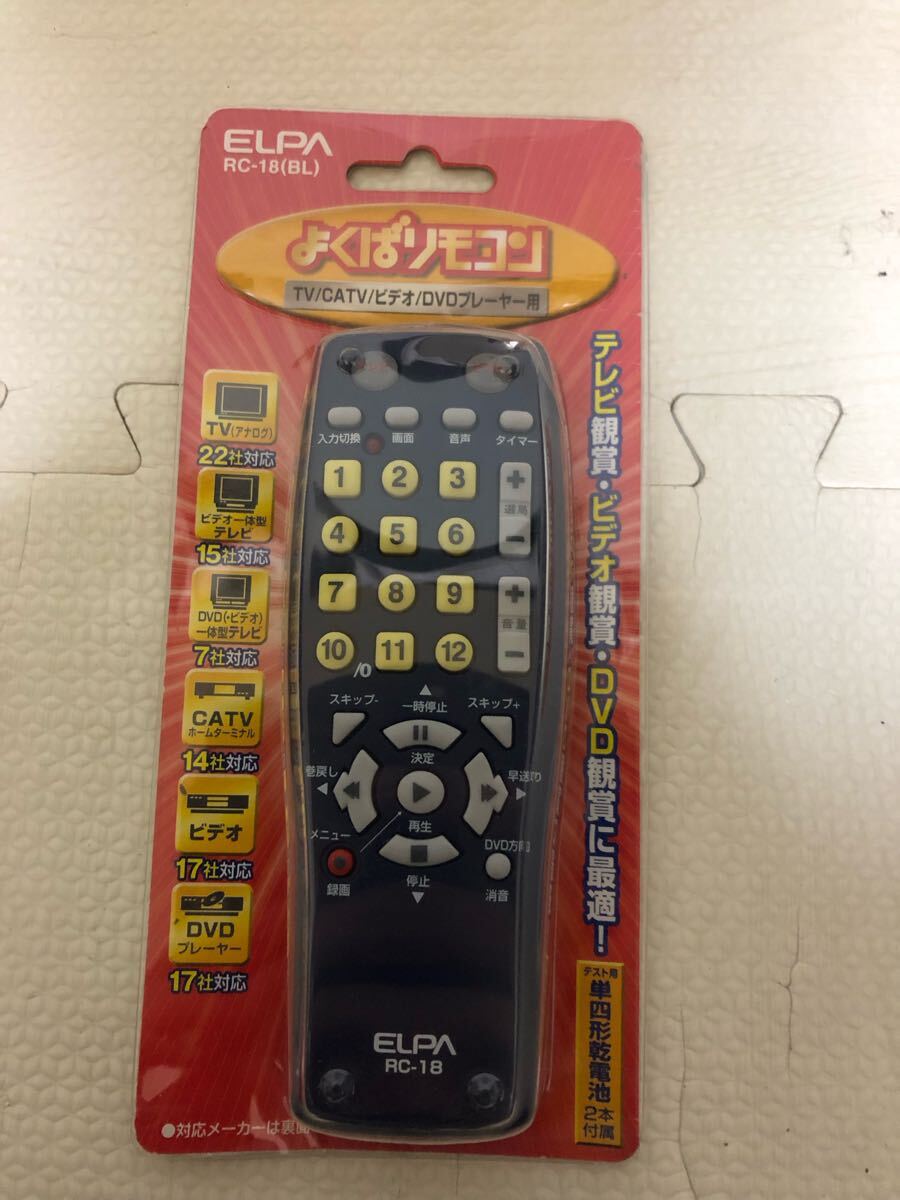 ELPA
RC-18(BL)
よくばリモコン
TV/CATV/ビデオ/DVDプレーヤー用
TV(アナログ)
22社対応
ビデオ一体型
テレビ
15社対応
DVD(・ビデオ)
一体型テレビ
7社対応
CATV
ホームターミナル
14社対応
ビデオ
17社対応
DVD
プレーヤー
17社対応
●対応メーカーは裏面
入力切換 画面 音声 タイマー
1 2 3 +
選局
4 5 6 −
7 8 9 +
音量
10/0 11 12 −
スキップ- 一時停止 スキップ+
決定
巻戻し 早送り
再生
メニュー
録画
停止
消音
ELPA
RC-18
テレビ観賞・ビデオ観賞・DVD観賞に最適!
テスト用
単四形乾電池
2本
付属